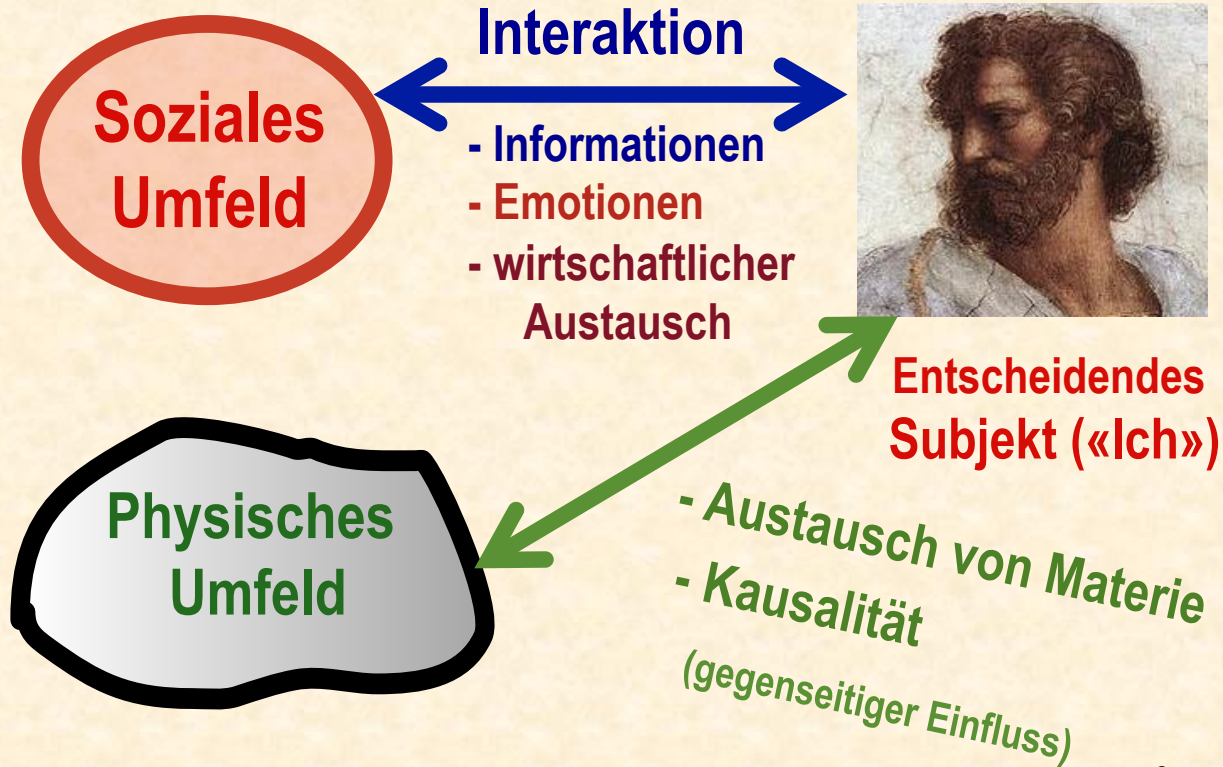 Soziales
Umfeld
Interaktion
- Informationen
- Emotionen
- wirtschaftlicher
Austausch
Entscheidendes
Subjekt («Ich»)
Physisches
Umfeld
- Austausch von Materie
- Kausalität
(gegenseitiger Einfluss)